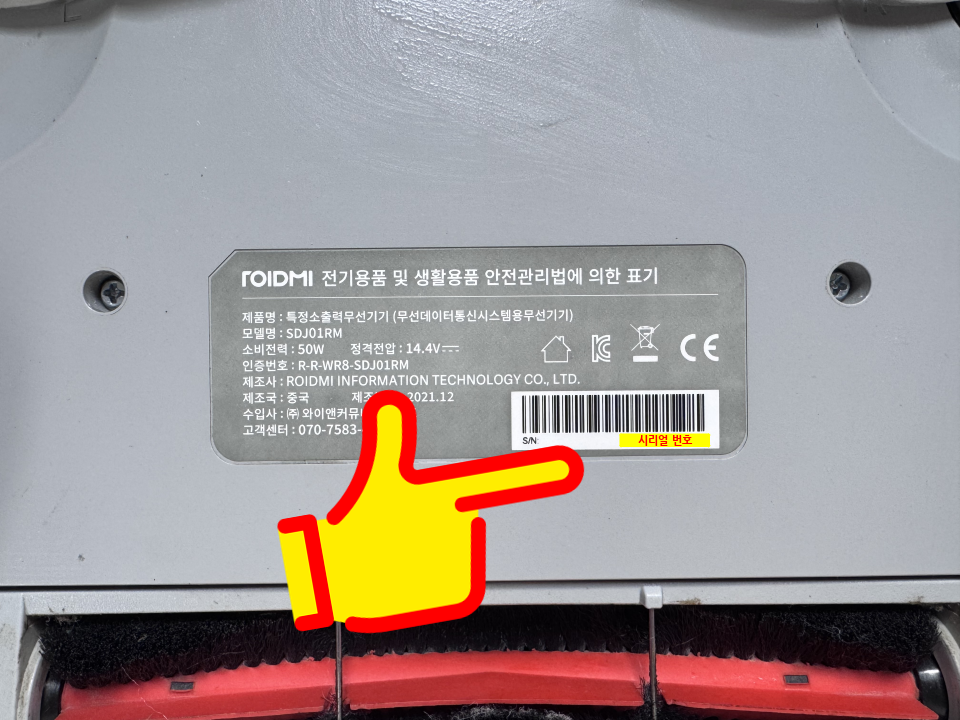 ROIDMI 전기용품 및 생활용품 안전관리법에 의한 표기
제품명 : 특정소출력무선기기 (무선데이터통신시스템용무선기기)
모델명 : SDJ01RM
소비전력 : 50W 정격전압 : 14.4V
인증번호 : R-R-WR8-SDJ01RM
제조사 : ROIDMI INFORMATION TECHNOLOGY CO., LTD.
제조국 : 중국 2021.12
수입사 : ㈜ 와이앤커뮤
고객센터 : 070-7583-
S/N:
시리얼 번호
CE